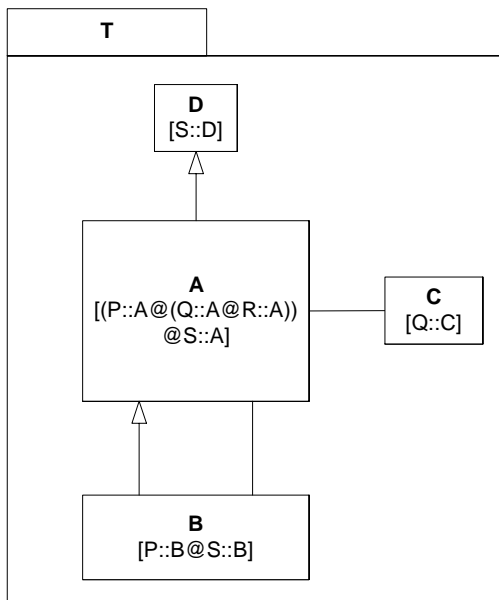 T
D
[S::D]
A
[(P::A@(Q::A@R::A))
@S::A]
C
[Q::C]
B
[P::B@S::B]